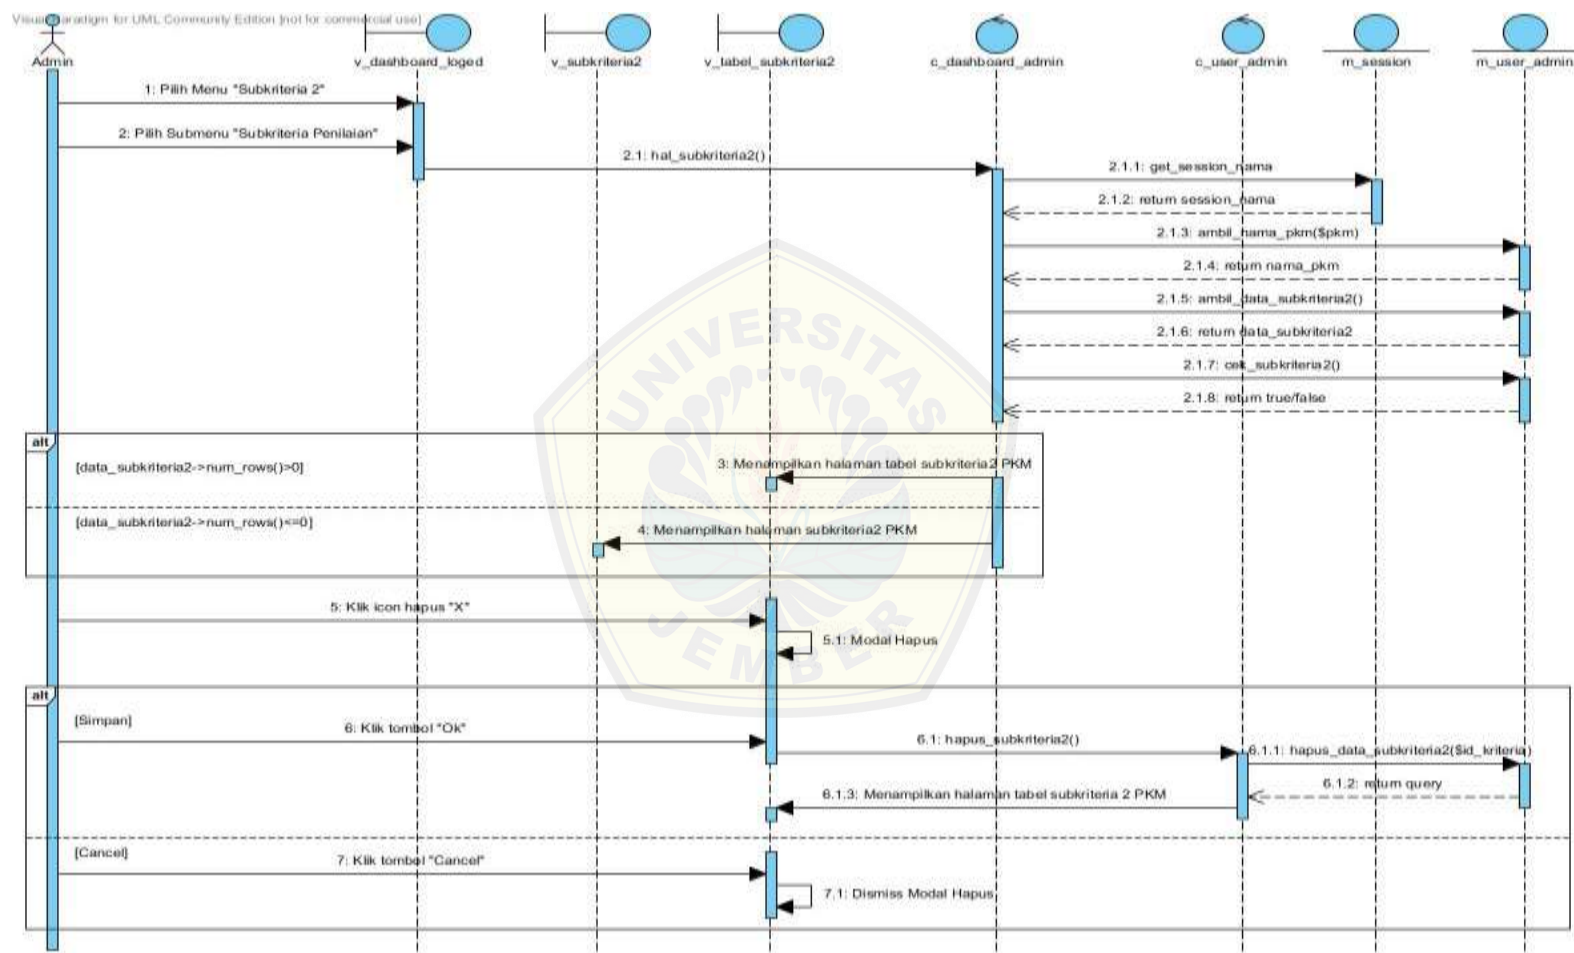 Visual Paradigm for UML Community Edition [not for commercial use]
Admin
v_dashboard_loged
v_subkriteria2
v_tabel_subkriteria2
c_dashboard_admin
c_user_admin
m_session
m_user_admin
1: Pilih Menu "Subkriteria 2"
2: Pilih Submenu "Subkriteria Penilaian"
2.1: hal_subkriteria2()
2.1.1: get_session_nama
2.1.2: return session_nama
2.1.3: ambil_nama_pkm($pkm)
2.1.4: return nama_pkm
2.1.5: ambil_data_subkriteria2()
2.1.6: return data_subkriteria2
2.1.7: cek_subkriteria2()
2.1.8: return true/false
alt
[data_subkriteria2->num_rows()>0]
3: Menampilkan halaman tabel subkriteria2 PKM
[data_subkriteria2->num_rows()<=0]
4: Menampilkan halaman subkriteria2 PKM
5: Klik icon hapus "X"
5.1: Modal Hapus
alt
[Simpan]
6: Klik tombol "Ok"
6.1: hapus_subkriteria2()
6.1.1: hapus_data_subkriteria2($id_kriteria)
6.1.2: return query
6.1.3: Menampilkan halaman tabel subkriteria 2 PKM
[Cancel]
7: Klik tombol "Cancel"
7.1: Dismiss Modal Hapus
UNIVERSITAS
JEMBER